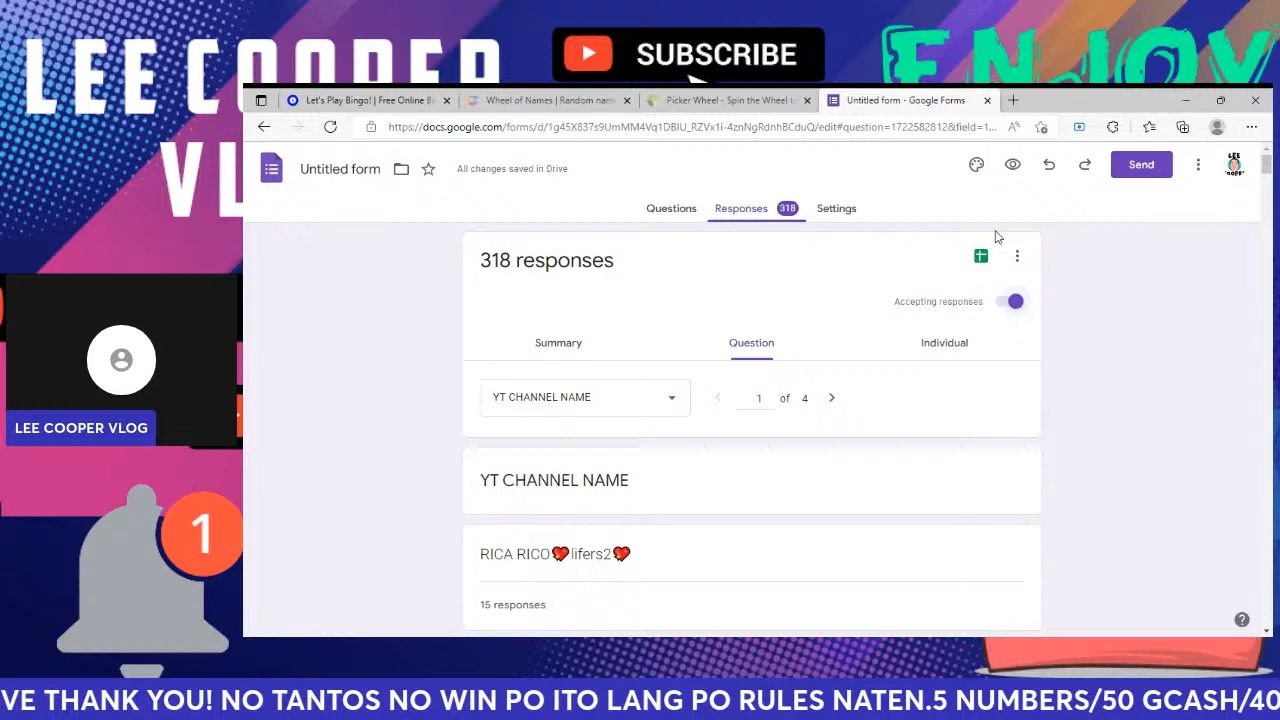 LEE COOPER
VL
SUBSCRIBE
ENJOY
Let's Play Bingo! | Free Online B
Wheel of Names | Random nam
Picker Wheel - Spin the Wheel to
Untitled form - Google Forms
https://docs.google.com/forms/d/1g45X837s9UmMM4Vq1DBIU_RZVx1i-4znNgRdnhBCduQ/edit#question=1722582812&field=1...
Untitled form
All changes saved in Drive
Send
LEE
Questions
Responses 318
Settings
318 responses
Accepting responses
Summary
Question
Individual
YT CHANNEL NAME
1 of 4
YT CHANNEL NAME
RICA RICO💘lifers2💘
15 responses
LEE COOPER VLOG
1
VE THANK YOU! NO TANTOS NO WIN PO ITO LANG PO RULES NATEN.5 NUMBERS/50 GCASH/40